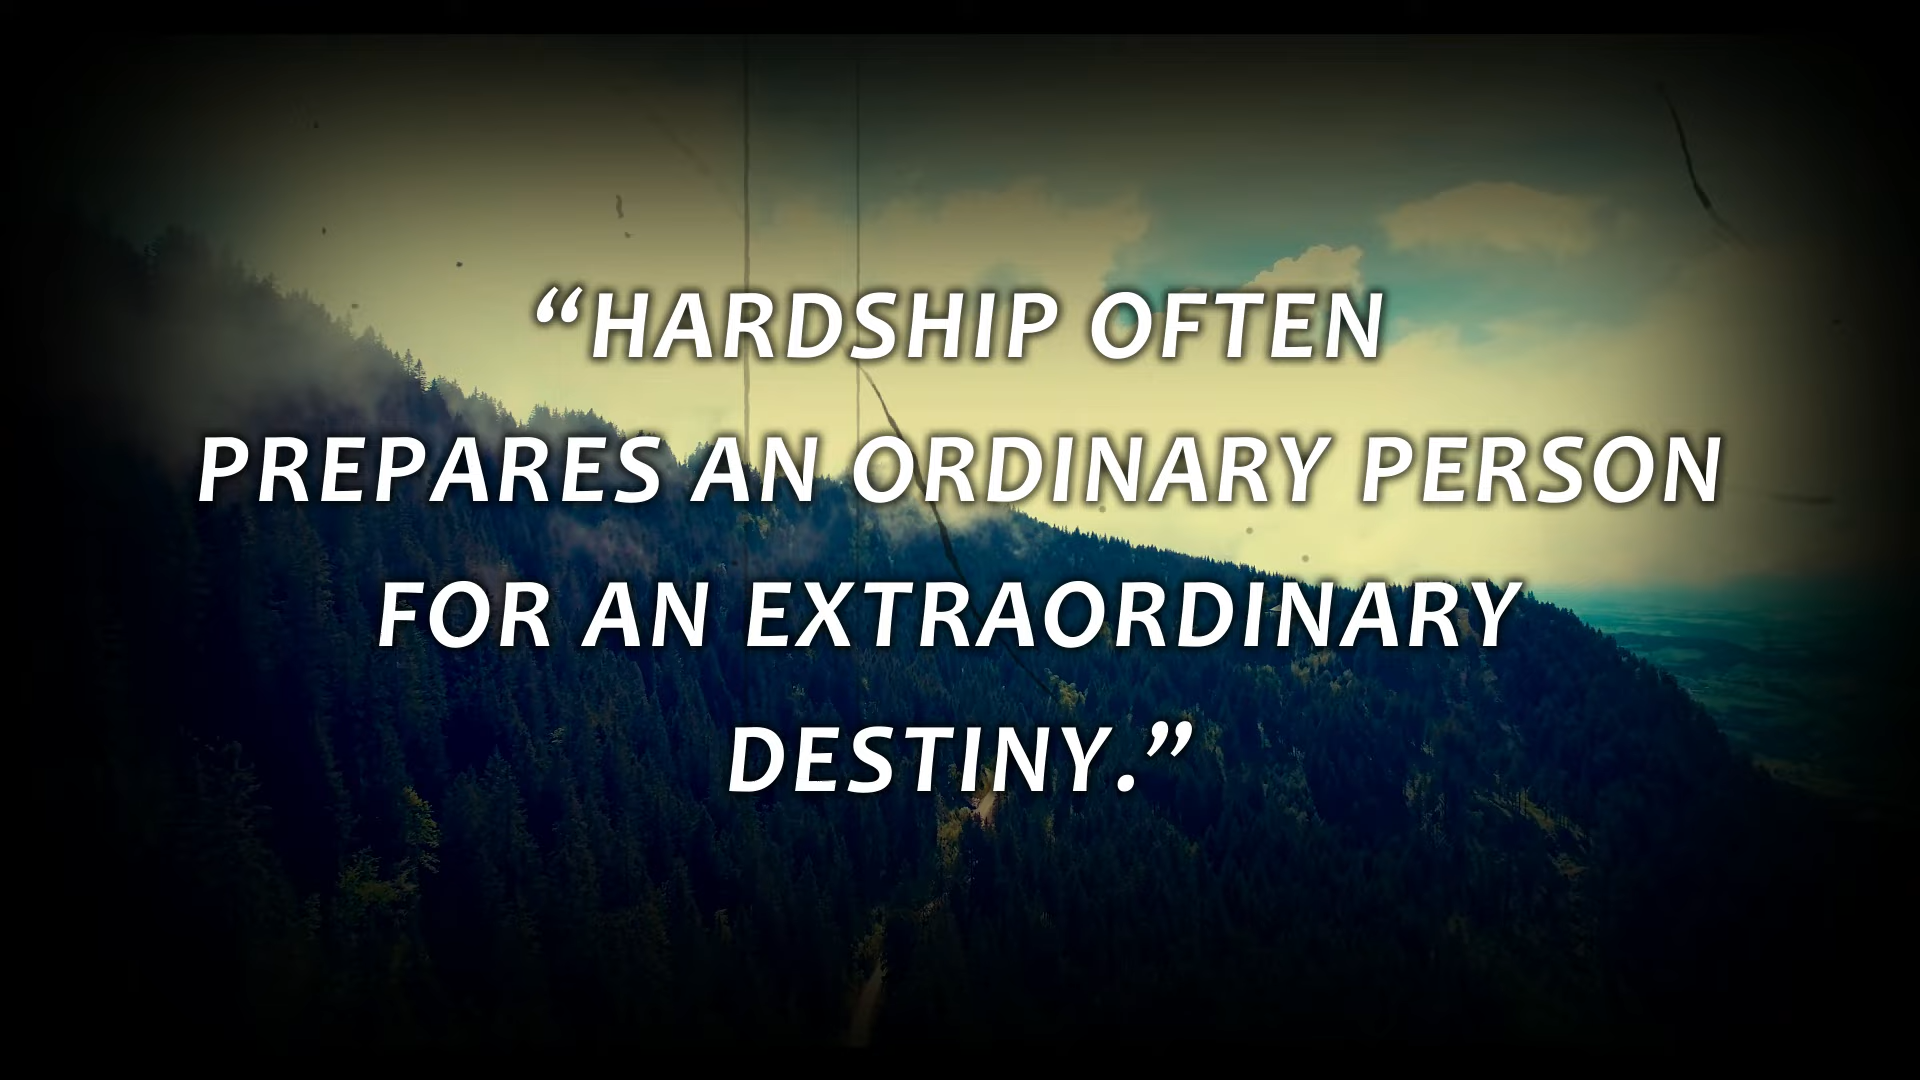 “HARDSHIP OFTEN
PREPARES AN ORDINARY PERSON
FOR AN EXTRAORDINARY
DESTINY.”